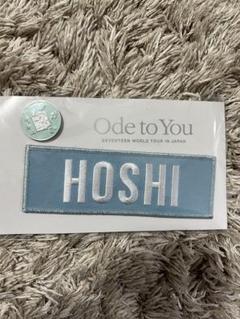 Ode to You
SEVENTEEN WORLD TOUR IN JAPAN
HOSHI